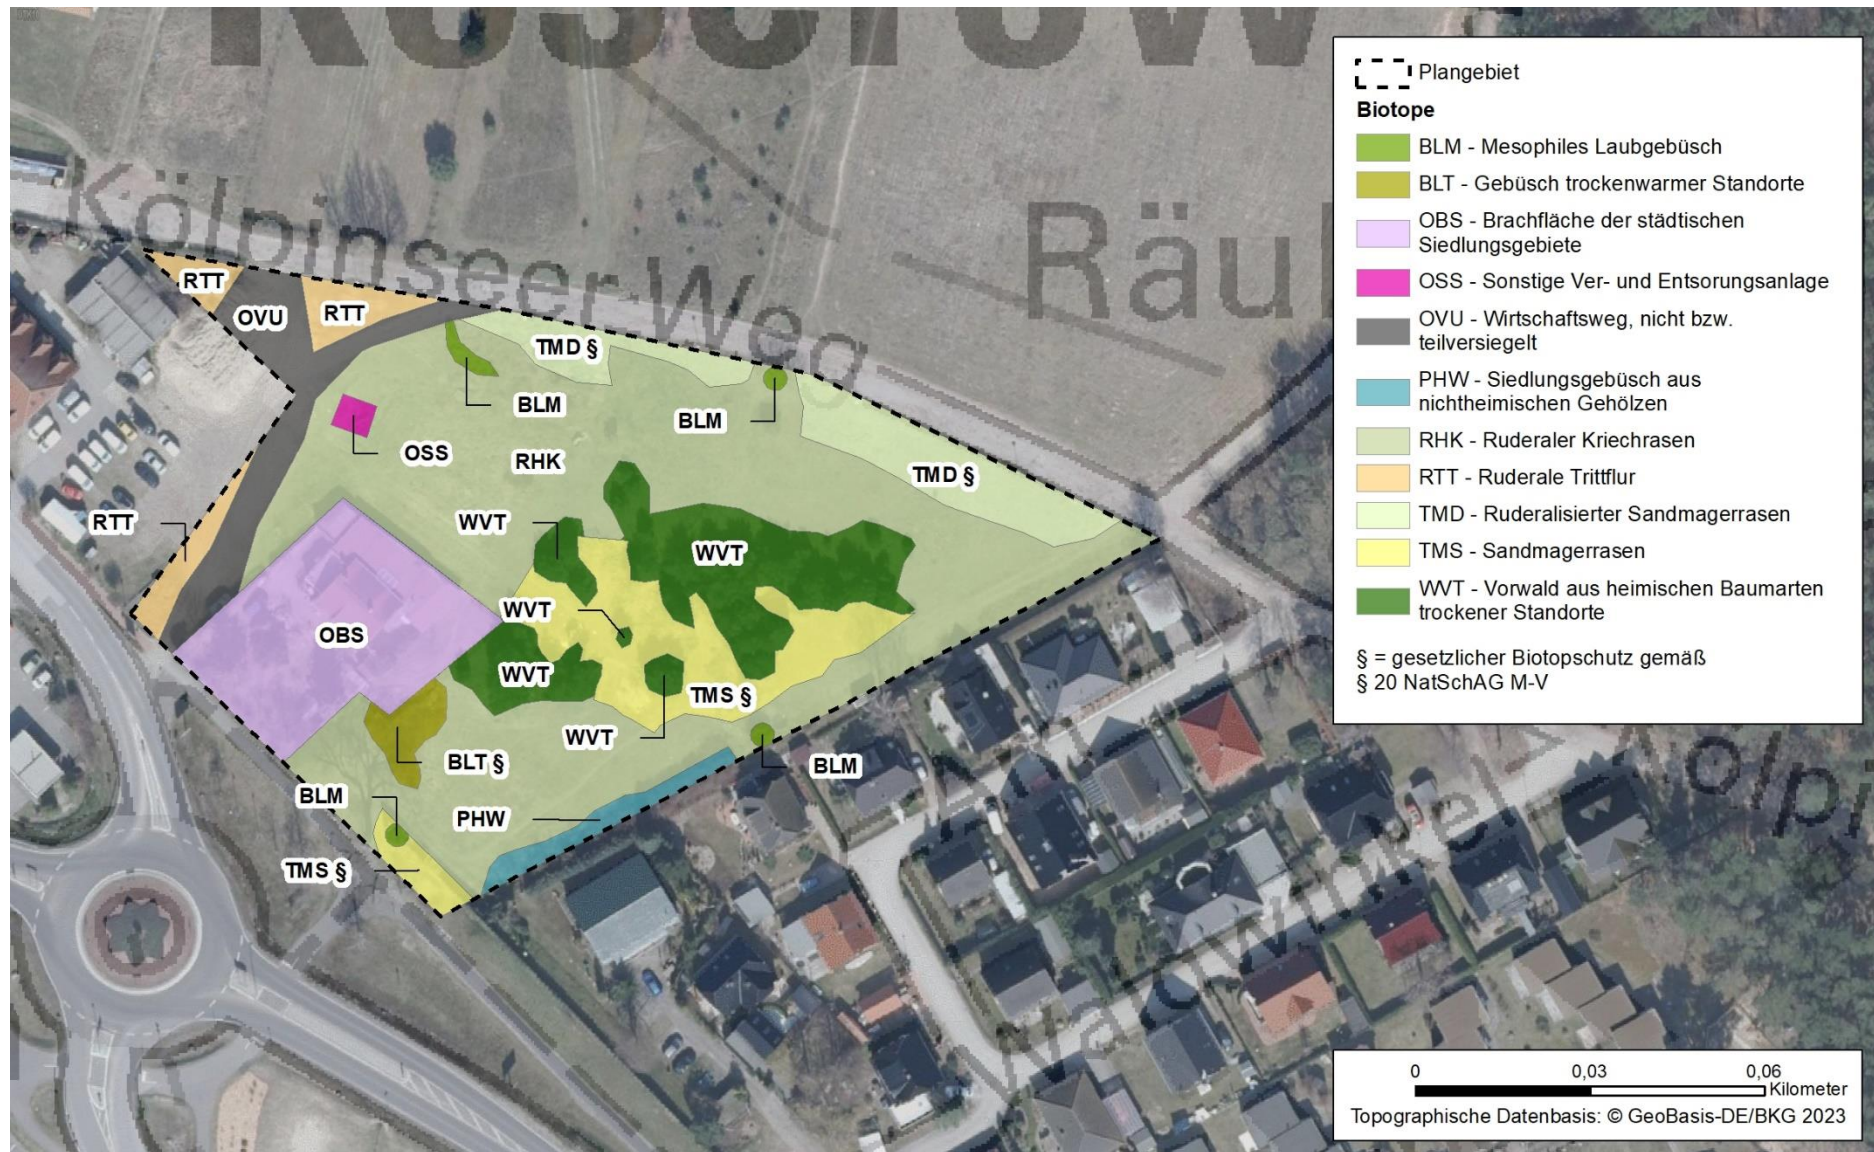 Koserow
Kölpinseer-Weg
Räu
RTT
OVU
RTT
TMD §
BLM
BLM
OSS
RHK
TMD §
RTT
WVT
WVT
WVT
OBS
WVT
TMS §
WVT
BLT §
BLM
BLM
PHW
TMS §
Kölpi
Am
Walowinkel
Plangebiet
Biotope
BLM - Mesophiles Laubgebüsch
BLT - Gebüsch trockenwarmer Standorte
OBS - Brachfläche der städtischen
Siedlungsgebiete
OSS - Sonstige Ver- und Entsorungsanlage
OVU - Wirtschaftsweg, nicht bzw.
teilversiegelt
PHW - Siedlungsgebüsch aus
nichtheimischen Gehölzen
RHK - Ruderaler Kriechrasen
RTT - Ruderale Trittflur
TMD - Ruderalisierter Sandmagerrasen
TMS - Sandmagerrasen
WVT - Vorwald aus heimischen Baumarten
trockener Standorte
§ = gesetzlicher Biotopschutz gemäß
§ 20 NatSchAG M-V
0 0,03 0,06
Kilometer
Topographische Datenbasis: © GeoBasis-DE/BKG 2023